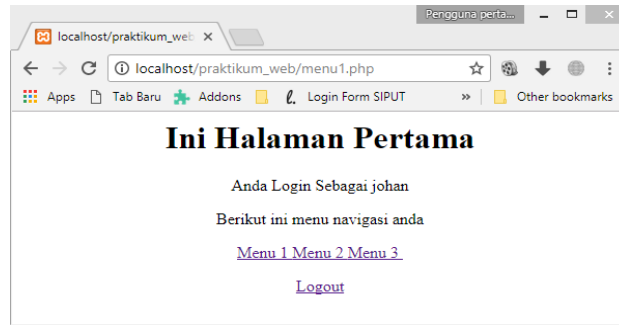 Pengguna perta...
localhost/praktikum_web
localhost/praktikum_web/menu1.php
Apps Tab Baru Addons Login Form SIPUT » Other bookmarks
Ini Halaman Pertama
Anda Login Sebagai johan
Berikut ini menu navigasi anda
Menu 1 Menu 2 Menu 3
Logout